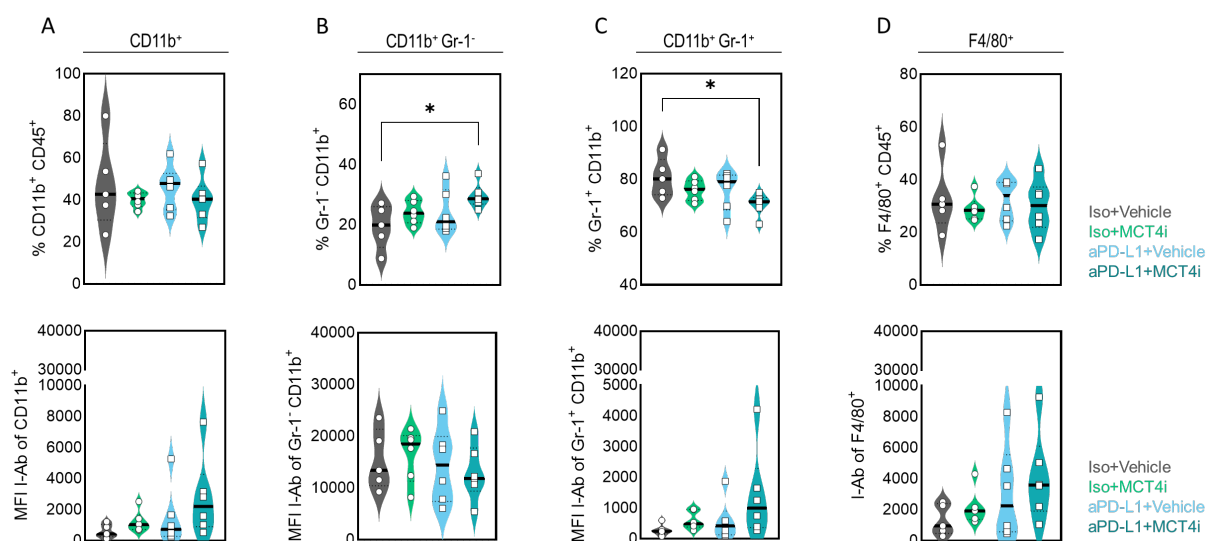 A
CD11b⁺
% CD11b⁺ CD45⁺
100
80
60
40
20
0
B
CD11b⁺ Gr-1⁻
% Gr-1⁻ CD11b⁺
60
40
20
0
*
C
CD11b⁺ Gr-1⁺
% Gr-1⁺ CD11b⁺
120
100
80
60
40
*
D
F4/80⁺
% F4/80⁺ CD45⁺
80
60
40
20
0
Iso+Vehicle
Iso+MCT4i
aPD-L1+Vehicle
aPD-L1+MCT4i
MFI I-Ab of CD11b⁺
40000
30000
20000
10000
8000
6000
4000
2000
0
MFI I-Ab of Gr-1⁻ CD11b⁺
40000
30000
20000
10000
0
MFI I-Ab of Gr-1⁺ CD11b⁺
40000
30000
20000
5000
4000
3000
2000
1000
0
I-Ab of F4/80⁺
40000
30000
20000
10000
8000
6000
4000
2000
0
Iso+Vehicle
Iso+MCT4i
aPD-L1+Vehicle
aPD-L1+MCT4i